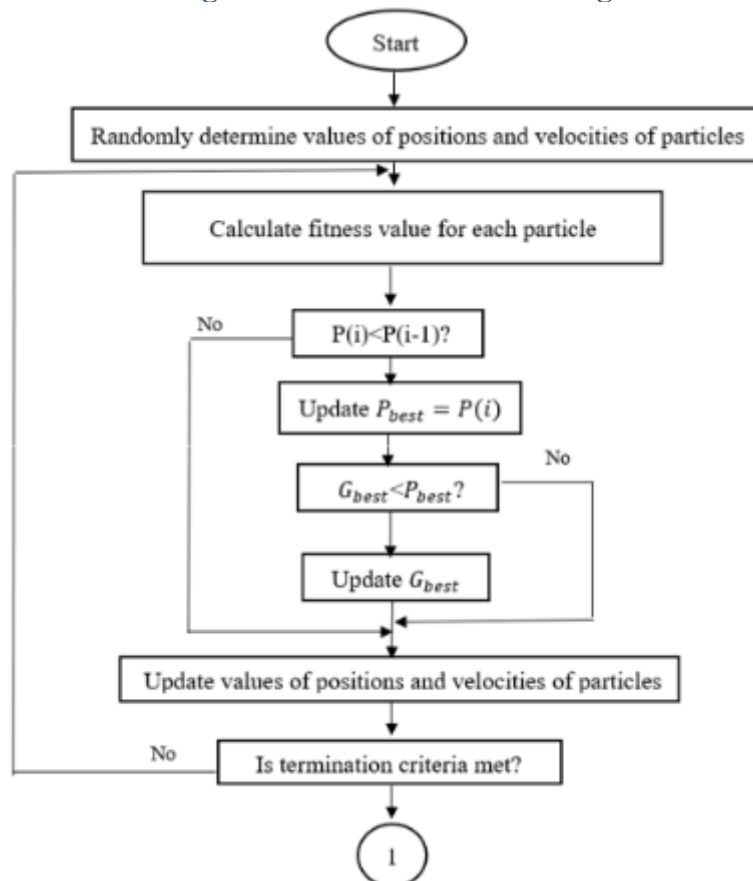 Start
Randomly determine values of positions and velocities of particles
Calculate fitness value for each particle
No
P(i)<P(i-1)?
Update P_best = P(i)
No
G_best<P_best?
Update G_best
Update values of positions and velocities of particles
No
Is termination criteria met?
1